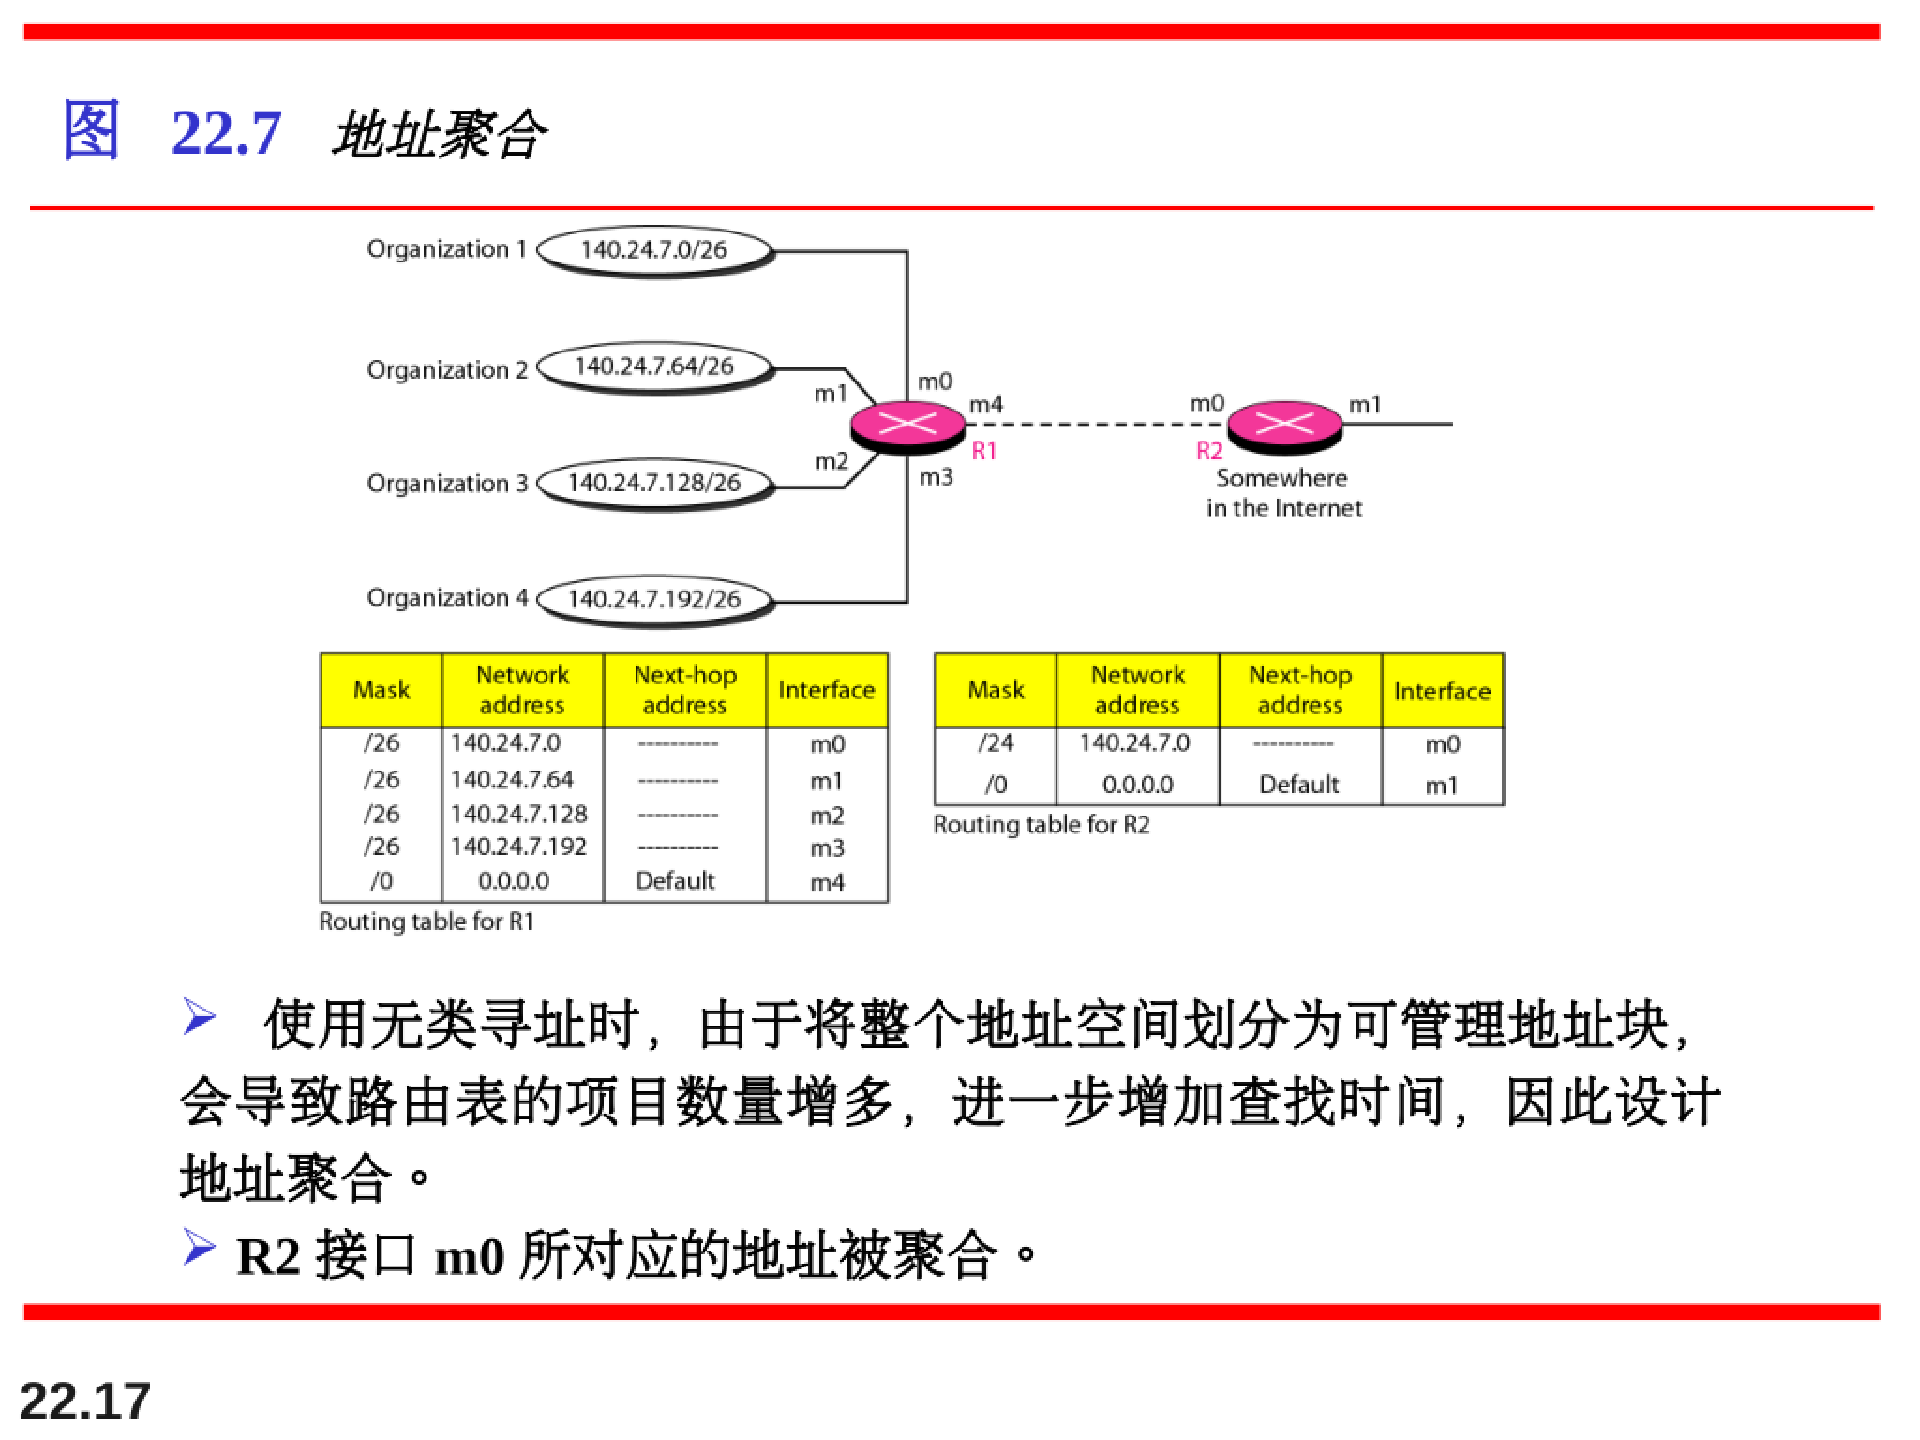 图 22.7 地址聚合
Organization 1 140.24.7.0/26
Organization 2 140.24.7.64/26
m1 m0
m4 m0 m1
R1 R2
m2 m3
Organization 3 140.24.7.128/26
Somewhere
in the Internet
Organization 4 140.24.7.192/26
Mask Network address Next-hop address Interface
/26 140.24.7.0 ---------- m0
/26 140.24.7.64 ---------- m1
/26 140.24.7.128 ---------- m2
/26 140.24.7.192 ---------- m3
/0 0.0.0.0 Default m4
Routing table for R1
Mask Network address Next-hop address Interface
/24 140.24.7.0 ---------- m0
/0 0.0.0.0 Default m1
Routing table for R2
➢ 使用无类寻址时，由于将整个地址空间划分为可管理地址块，
会导致路由表的项目数量增多，进一步增加查找时间，因此设计
地址聚合。
➢ R2 接口 m0 所对应的地址被聚合。
22.17